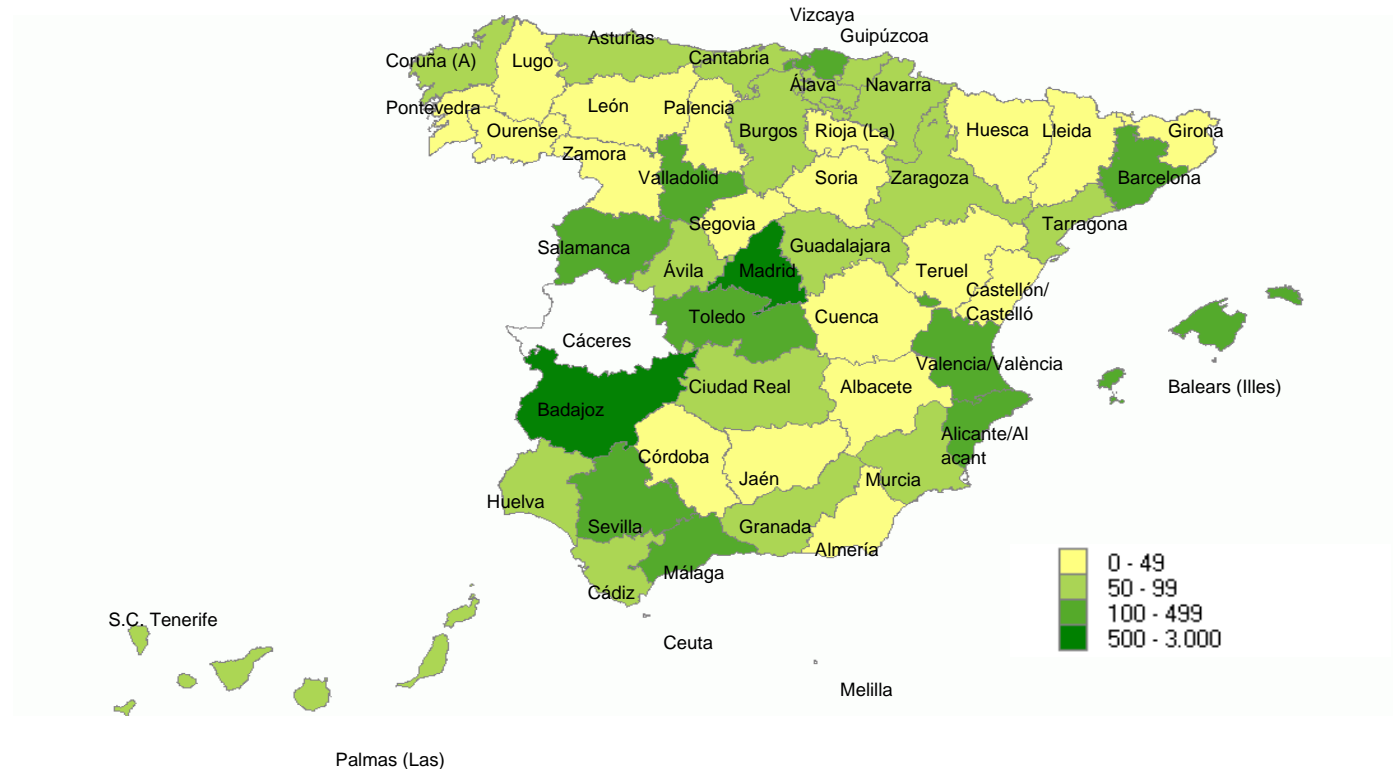 Vizcaya
Guipúzcoa
Asturias
Cantabria
Coruña (A)
Lugo
Álava
Navarra
Pontevedra
León
Palencia
Ourense
Burgos
Rioja (La)
Huesca
Lleida
Girona
Zamora
Valladolid
Soria
Zaragoza
Barcelona
Segovia
Tarragona
Salamanca
Guadalajara
Ávila
Madrid
Teruel
Castellón/
Castelló
Toledo
Cuenca
Cáceres
Valencia/València
Ciudad Real
Albacete
Balears (Illes)
Badajoz
Alicante/Al
acant
Córdoba
Jaén
Murcia
Huelva
Sevilla
Granada
Almería
Málaga
Cádiz
0 - 49
50 - 99
100 - 499
500 - 3.000
S.C. Tenerife
Ceuta
Melilla
Palmas (Las)